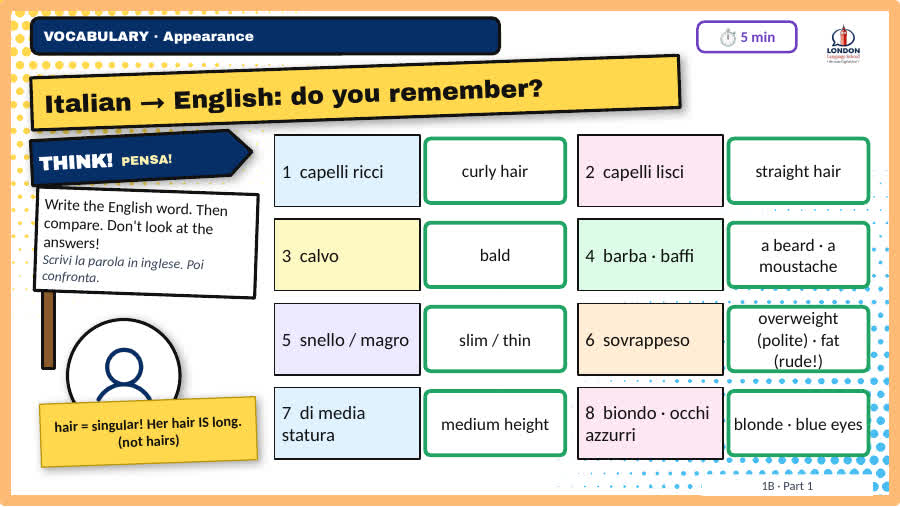 VOCABULARY · Appearance
⏱️ 5 min
LONDON
Italian → English: do you remember?
THINK! PENSA!
Write the English word. Then
compare. Don't look at the
answers!
Scrivi la parola in inglese. Poi
confronta.
hair = singular! Her hair IS long.
(not hairs)
1 capelli ricci
curly hair
2 capelli lisci
straight hair
3 calvo
bald
4 barba · baffi
a beard · a
moustache
5 snello / magro
slim / thin
6 sovrappeso
overweight
(polite) · fat
(rude!)
7 di media
statura
medium height
8 biondo · occhi
azzurri
blonde · blue eyes
1B · Part 1